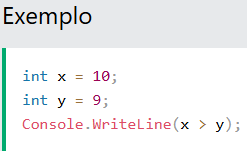 Exemplo
int x = 10;
int y = 9;
Console.WriteLine(x > y);